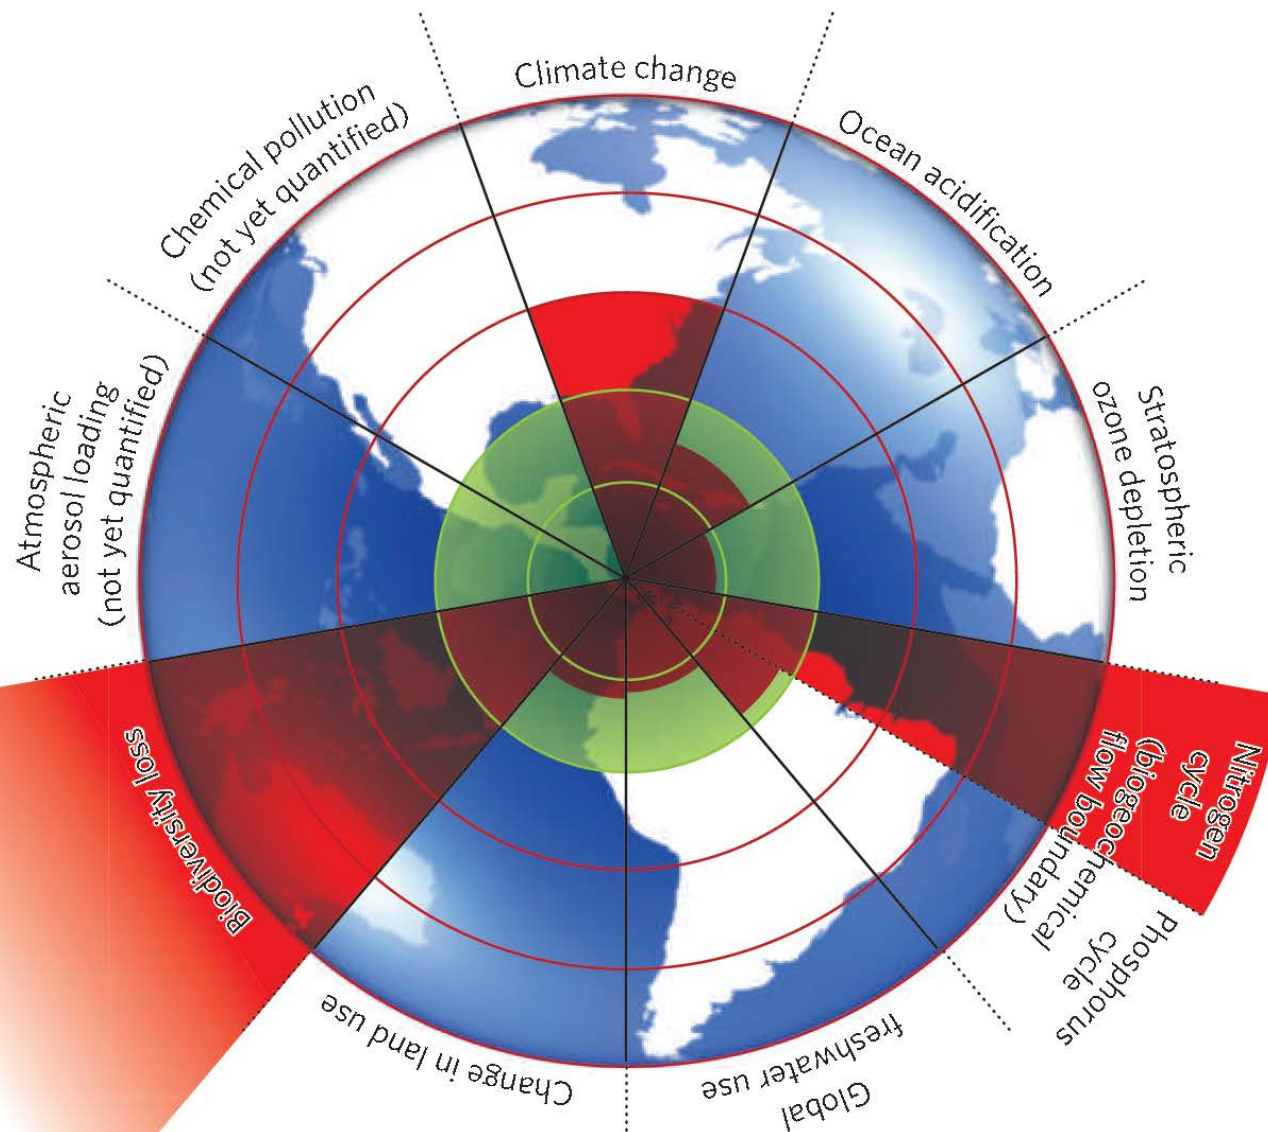 Climate change
Ocean acidification
Stratospheric
ozone depletion
Nitrogen
cycle
(biogeochemical
flow boundary)
Phosphorus
cycle
Global
freshwater use
Change in land use
Biodiversity loss
Atmospheric
aerosol loading
(not yet quantified)
Chemical pollution
(not yet quantified)